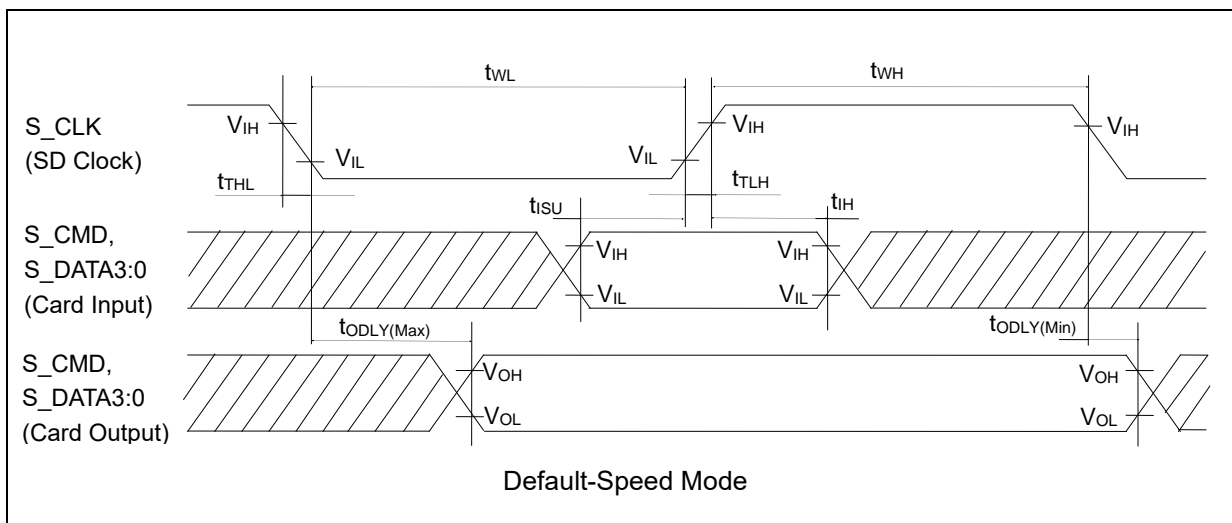 tWL
tWH
S_CLK
(SD Clock)
VIH
VIL
VIL
VIH
VIH
tTHL
tTLH
tISU
tIH
S_CMD,
S_DATA3:0
(Card Input)
VIH
VIL
VIH
VIL
tODLY(Max)
tODLY(Min)
S_CMD,
S_DATA3:0
(Card Output)
VOH
VOL
VOH
VOL
Default-Speed Mode